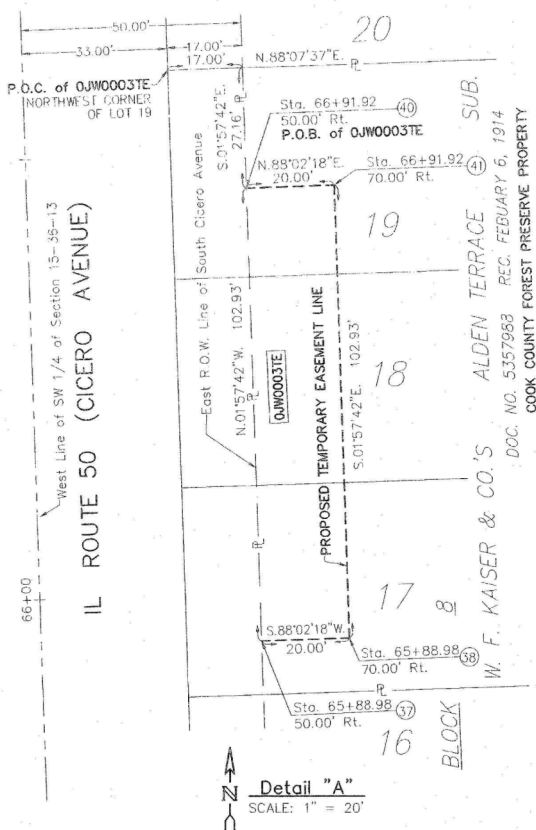 50.00'
33.00'
17.00'
17.00'
20
N.88°07'37"E.
P.O.C. of 0JW0003TE
NORTHWEST CORNER
OF LOT 19
S.01°57'42"E.
27.16'
Sta. 66+91.92 40
50.00' Rt.
P.O.B. of 0JW0003TE
N.88°02'18"E.
20.00'
Sta. 66+91.92 41
70.00' Rt.
19
West Line of SW 1/4 of Section 15-36-13
IL ROUTE 50 (CICERO AVENUE)
66+00
East R.O.W. Line of South Cicero Avenue
N.01°57'42"W. 102.93'
0JW0003TE
PROPOSED TEMPORARY EASEMENT LINE
S.01°57'42"E. 102.93'
18
17
S.88°02'18"W.
20.00'
Sta. 65+88.98 38
70.00' Rt.
Sta. 65+88.98 37
50.00' Rt.
16
BLOCK 8
W. F. KAISER & CO.'S ALDEN TERRACE SUB.
DOC. NO. 5357988 REC. FEBUARY 6, 1914
COOK COUNTY FOREST PRESERVE PROPERTY
N
Detail "A"
SCALE: 1" = 20'